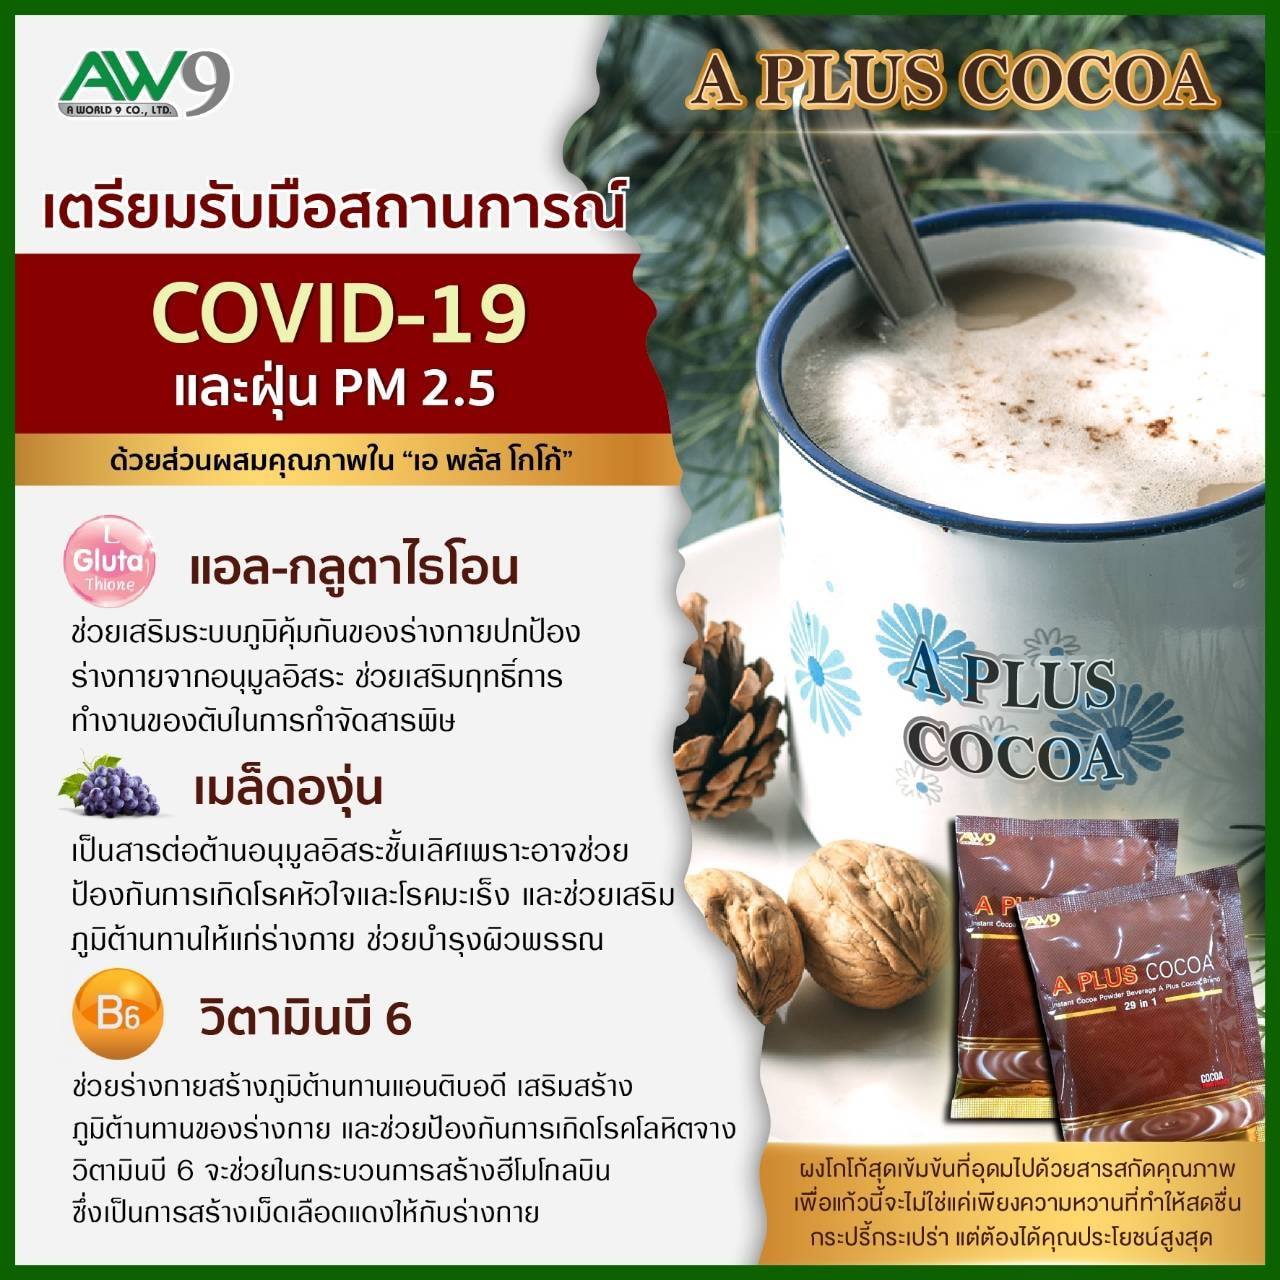 AW9
A WORLD 9 CO., LTD.
A PLUS COCOA
เตรียมรับมือสถานการณ์
COVID-19
และฝุ่น PM 2.5
ด้วยส่วนผสมคุณภาพใน “เอ พลัส โกโก้”
L
Gluta
Thione
แอล-กลูตาไธโอน
ช่วยเสริมระบบภูมิคุ้มกันของร่างกายปกป้อง
ร่างกายจากอนุมูลอิสระ ช่วยเสริมฤทธิ์การ
ทำงานของตับในการกำจัดสารพิษ
เมล็ดองุ่น
เป็นสารต่อต้านอนุมูลอิสระชั้นเลิศเพราะอาจช่วย
ป้องกันการเกิดโรคหัวใจและโรคมะเร็ง และช่วยเสริม
ภูมิต้านทานให้แก่ร่างกาย ช่วยบำรุงผิวพรรณ
B6
วิตามินบี 6
ช่วยร่างกายสร้างภูมิต้านทานแอนติบอดี เสริมสร้าง
ภูมิต้านทานของร่างกาย และช่วยป้องกันการเกิดโรคโลหิตจาง
วิตามินบี 6 จะช่วยในกระบวนการสร้างฮีโมโกลบิน
ซึ่งเป็นการสร้างเม็ดเลือดแดงให้กับร่างกาย
A PLUS
COCOA
AW9
A PLU
Instant Cocoa
AW9
A PLUS COCOA
Instant Cocoa Powder Beverage A Plus Cocoa Brand
29 in 1
COCOA
ผงโกโก้สุดเข้มข้นที่อุดมไปด้วยสารสกัดคุณภาพ
เพื่อแก้วนี้จะไม่ใช่แค่เพียงความหวานที่ทำให้สดชื่น
กระปรี้กระเปร่า แต่ต้องได้คุณประโยชน์สูงสุด